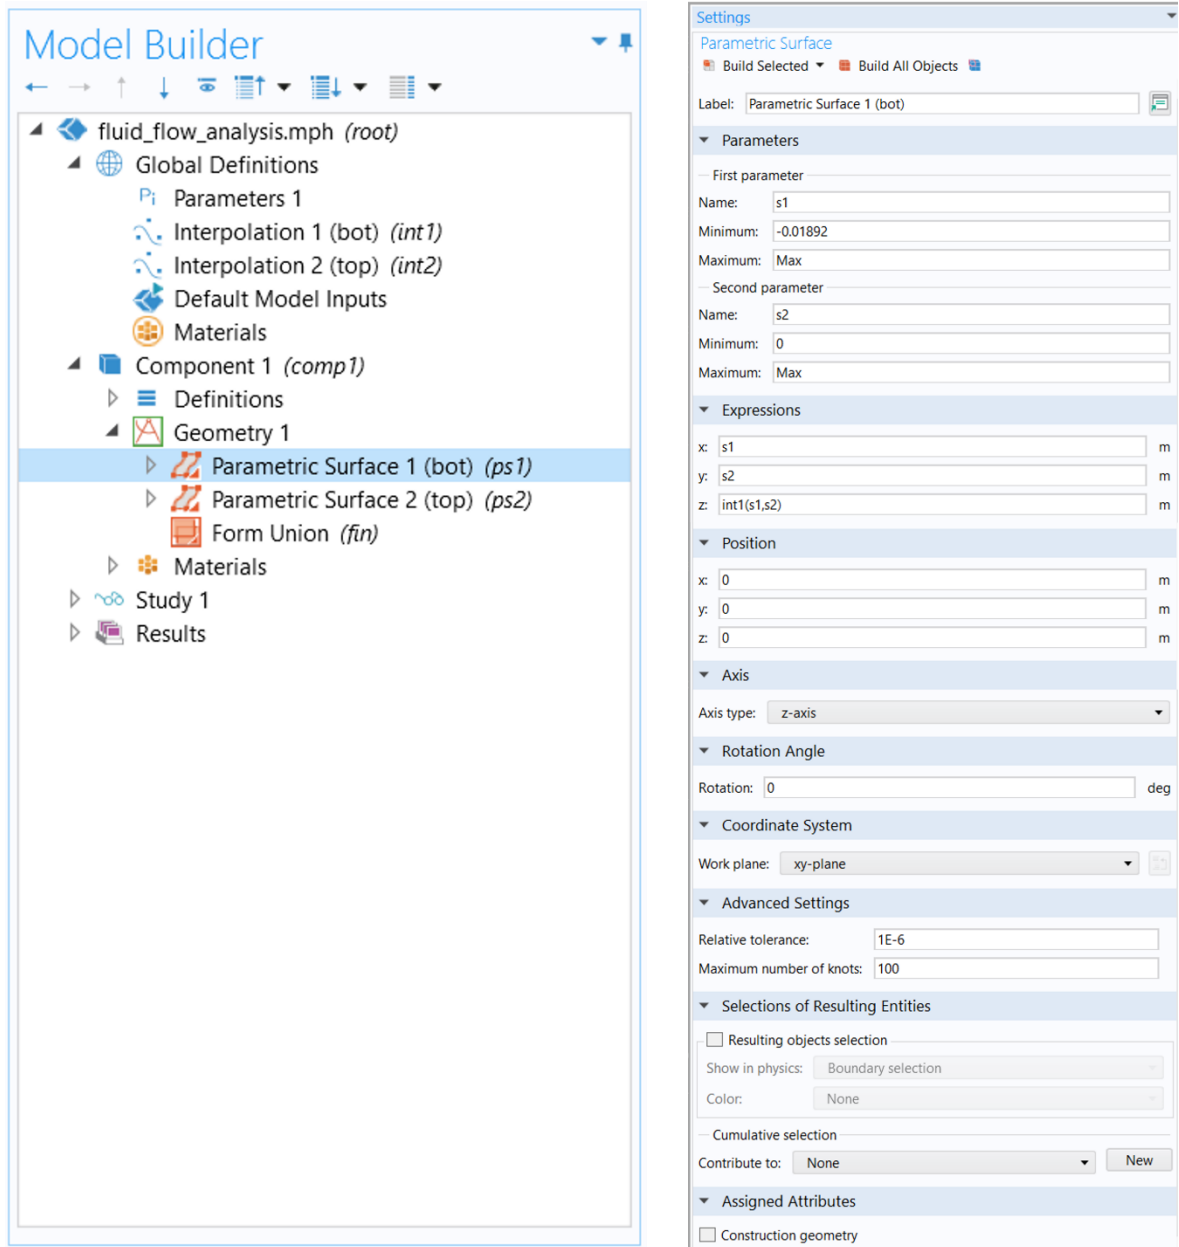 Model Builder
fluid_flow_analysis.mph (root)
Global Definitions
Pi Parameters 1
Interpolation 1 (bot) (int1)
Interpolation 2 (top) (int2)
Default Model Inputs
Materials
Component 1 (comp1)
Definitions
Geometry 1
Parametric Surface 1 (bot) (ps1)
Parametric Surface 2 (top) (ps2)
Form Union (fin)
Materials
Study 1
Results
Settings
Parametric Surface
Build Selected Build All Objects
Label: Parametric Surface 1 (bot)
Parameters
First parameter
Name: s1
Minimum: -0.01892
Maximum: Max
Second parameter
Name: s2
Minimum: 0
Maximum: Max
Expressions
x: s1 m
y: s2 m
z: int1(s1,s2) m
Position
x: 0 m
y: 0 m
z: 0 m
Axis
Axis type: z-axis
Rotation Angle
Rotation: 0 deg
Coordinate System
Work plane: xy-plane
Advanced Settings
Relative tolerance: 1E-6
Maximum number of knots: 100
Selections of Resulting Entities
Resulting objects selection
Show in physics: Boundary selection
Color: None
Cumulative selection
Contribute to: None New
Assigned Attributes
Construction geometry